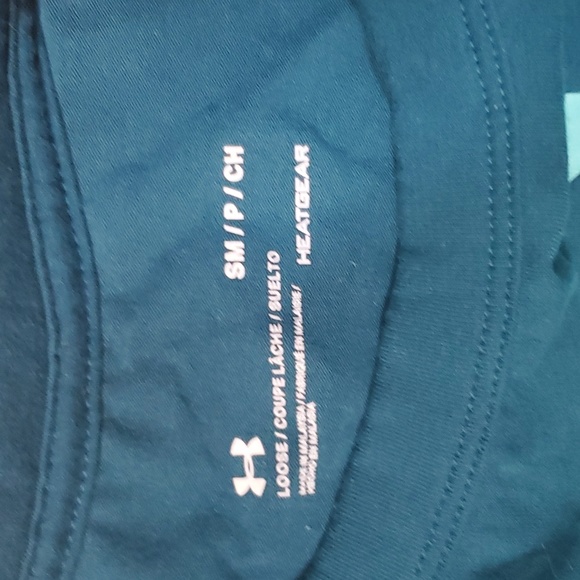 SM / P / CH
LOOSE / COUPE LÂCHE / SUELTO
MADE IN MALAYSIA / FABRIQUÉ EN MALAISIE /
HECHO EN MALASIA
HEATGEAR